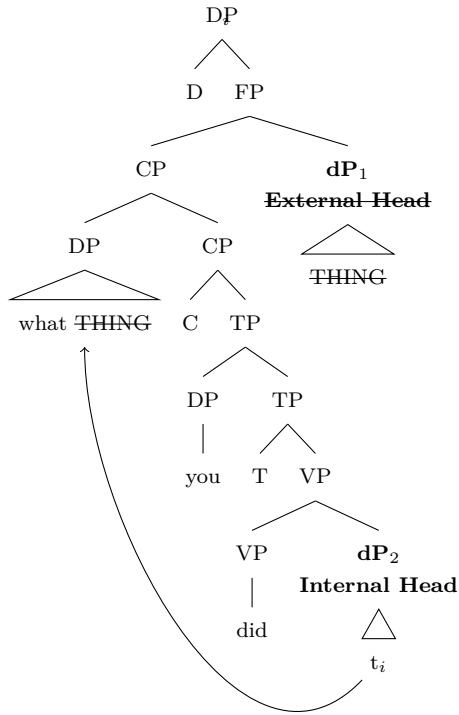 DP
i
D FP
CP dP1
External Head
DP CP THING
what THING C TP
DP TP
you T VP
VP dP2
Internal Head
did
ti